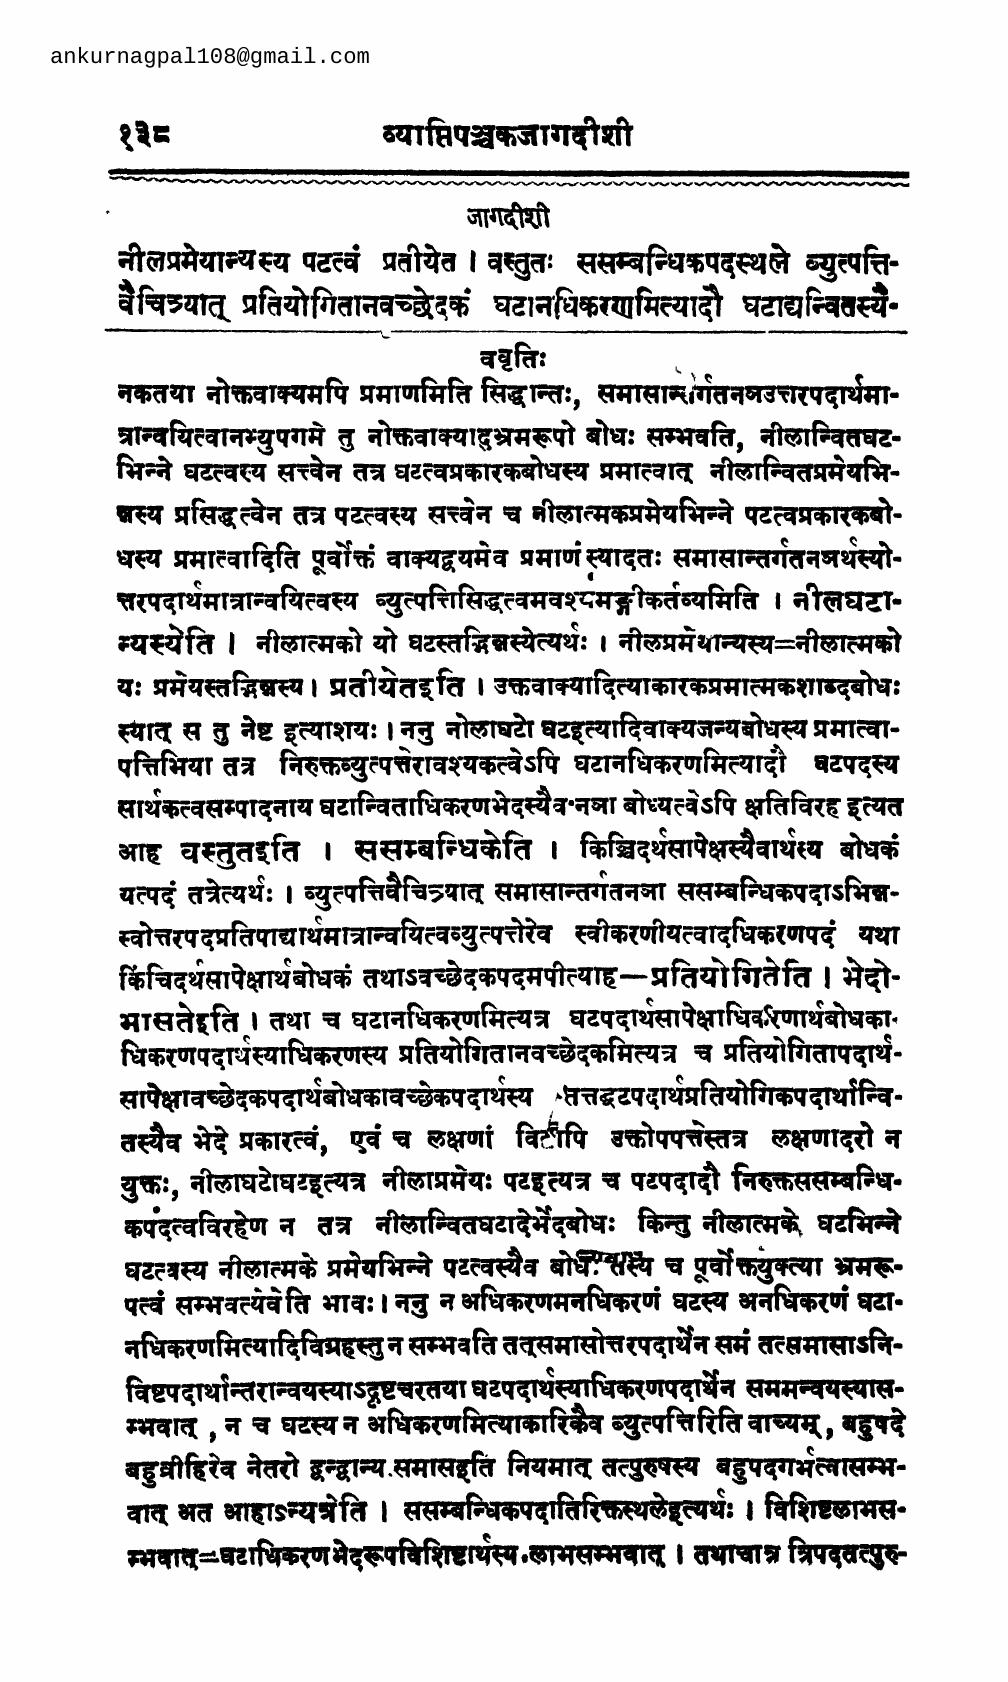 ankurnagpal108@gmail.com
१३८ व्याप्तिपञ्चकजागदीशी
जागदीशी
नीलप्रमेयान्यस्य पटत्वं प्रतीयेत । वस्तुतः ससम्बन्धिकपदस्थले व्युत्पत्ति-
वैचित्र्यात् प्रतियोगितानवच्छेदकं घटानधिकरणमित्यादौ घटाद्यन्वितस्यै-
ववृतिः
नकतया नोक्तवाक्यमपि प्रमाणमिति सिद्धान्तः, समासान्तर्गतनञउत्तरपदार्थमा-
त्रान्वयित्वानभ्युपगमे तु नोक्तवाक्याद्भ्रमरूपो बोधः सम्भवति, नीलान्वितघट-
भिन्ने घटत्वस्य सत्त्वेन तत्र घटत्वप्रकारकबोधस्य प्रमात्वात् नीलान्वितप्रमेयभि-
न्नस्य प्रसिद्धत्वेन तत्र पटत्वस्य सत्त्वेन च नीलात्मकप्रमेयभिन्ने पटत्वप्रकारकबो-
धस्य प्रमात्वादिति पूर्वोक्तं वाक्यद्वयमेव प्रमाणं स्यादतः समासान्तर्गतनञर्थस्यो-
त्तरपदार्थमात्रान्वयित्वस्य व्युत्पत्तिसिद्धत्वमवश्यमङ्गीकर्तव्यमिति । नीलघटा-
न्यस्येति । नीलात्मको यो घटस्तद्भिन्नस्येत्यर्थः । नीलप्रमेयान्यस्य=नीलात्मको
यः प्रमेयस्तद्भिन्नस्य । प्रतीयेतइति । उक्तवाक्यादित्याकारकप्रमात्मकशाब्दबोधः
स्यात् स तु नेष्ट इत्याशयः । ननु नोलाघटो घटइत्यादिवाक्यजन्यबोधस्य प्रमात्वा-
पत्तिभिया तत्र निरुक्तव्युत्पत्तेरावश्यकत्वेऽपि घटानधिकरणमित्यादौ घटपदस्य
सार्थकत्वसम्पादनाय घटान्विताधिकरणभेदस्यैव नञा बोध्यत्वेऽपि क्षतिविरह इत्यत
आह वस्तुतइति । ससम्बन्धिकेति । किञ्चिदर्थसापेक्षस्यैवार्थस्य बोधकं
यत्पदं तत्रेत्यर्थः । व्युत्पत्तिवैचित्र्यात् समासान्तर्गतनञा ससम्बन्धिकपदाऽभिन्न-
स्वोत्तरपदप्रतिपाद्यार्थमात्रान्वयित्वव्युत्पत्तेरेव स्वीकरणीयत्वादधिकरणपदं यथा
किंचिदर्थसापेक्षार्थबोधकं तथाऽवच्छेदकपदमपीत्याह—प्रतियोगितेति । भेदो-
भासतेइति । तथा च घटानधिकरणमित्यत्र घटपदार्थसापेक्षाधिकरणार्थबोधका-
धिकरणपदार्थस्याधिकरणस्य प्रतियोगितानवच्छेदकमित्यत्र च प्रतियोगितापदार्थ-
सापेक्षावच्छेदकपदार्थबोधकावच्छेकपदार्थस्य तत्तद्घटपदार्थप्रतियोगिकपदार्थान्वि-
तस्यैव भेदे प्रकारत्वं, एवं च लक्षणां विनापि उक्तोपपत्तेस्तत्र लक्षणादरो न
युक्तः, नीलाघटोघटइत्यत्र नीलाप्रमेयः पटइत्यत्र च पटपदादौ निरुक्तससम्बन्धि-
कपदत्वविरहेण न तत्र नीलान्वितघटादेर्भेदबोधः किन्तु नीलात्मके घटभिन्ने
घटत्वस्य नीलात्मके प्रमेयभिन्ने पटत्वस्यैव बोधः तस्य च पूर्वोक्तयुक्त्या भ्रमरू-
पत्वं सम्भवत्येवेति भावः । ननु न अधिकरणमनधिकरणं घटस्य अनधिकरणं घटा-
नधिकरणमित्यादिविग्रहस्तु न सम्भवति तत्समासोत्तरपदार्थेन समं तत्समासाऽनि-
विष्टपदार्थान्तरान्वयस्याऽदृष्टचरतया घटपदार्थस्याधिकरणपदार्थेन सममन्वयस्यास-
म्भवात् , न च घटस्य न अधिकरणमित्याकारिकैव व्युत्पत्तिरिति वाच्यम् , बहुषदे
बहुव्रीहिरेव नेतरो द्वन्द्वान्य समासइति नियमात् तत्पुरुषस्य बहुपदगर्भत्वासम्भ-
वात् अत आहाऽन्यत्रेति । ससम्बन्धिकपदातिरिक्तस्थलेइत्यर्थः । विशिष्टलाभस-
म्भवात्=घटाधिकरणभेदरूपविशिष्टार्थस्य लाभसम्भवात् । तथाचात्र त्रिपदतत्पुरु-